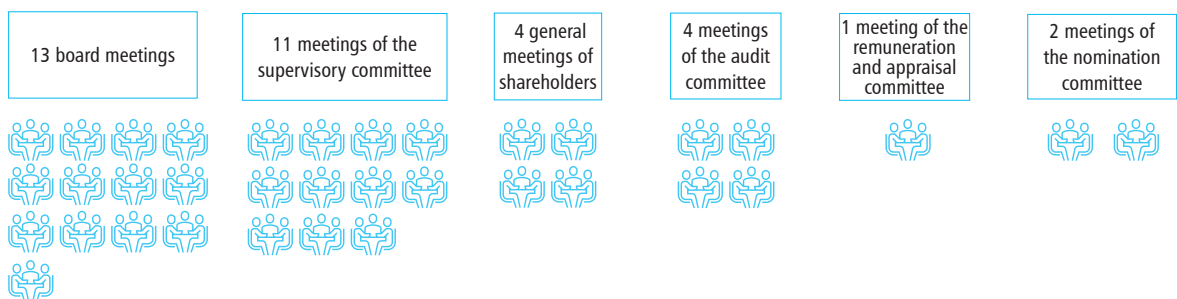 13 board meetings
11 meetings of the
supervisory committee
4 general
meetings of
shareholders
4 meetings
of the audit
committee
1 meeting of the
remuneration
and appraisal
committee
2 meetings of
the nomination
committee